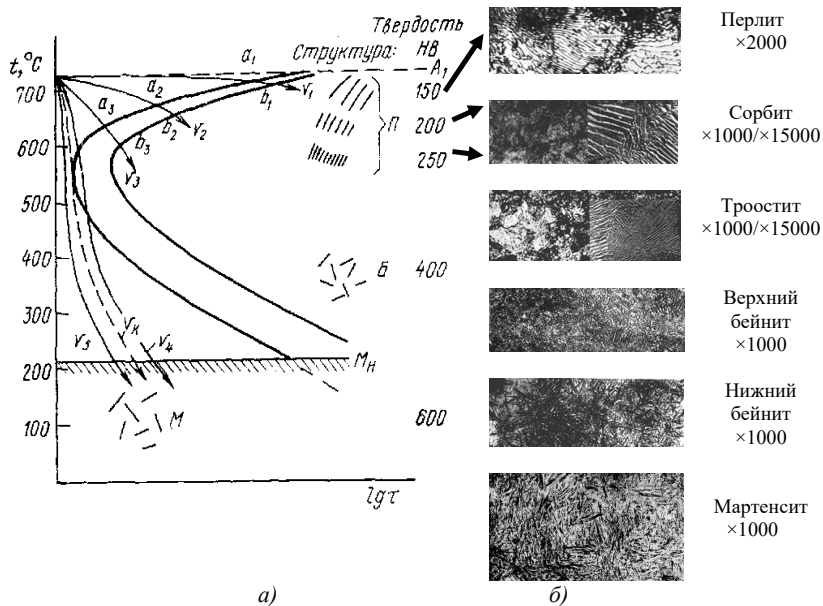 Твердость
Структура: HB
t,°C
A₁
700
600
500
400
300
200
100
a₁
a₂
a₃
b₁
b₂
b₃
v₁
v₂
v₃
v₅
vₖ
v₄
П
Б
М
Mн
150
200
250
400
600
lgτ
а)
Перлит
×2000
Сорбит
×1000/×15000
Троостит
×1000/×15000
Верхний
бейнит
×1000
Нижний
бейнит
×1000
Мартенсит
×1000
б)